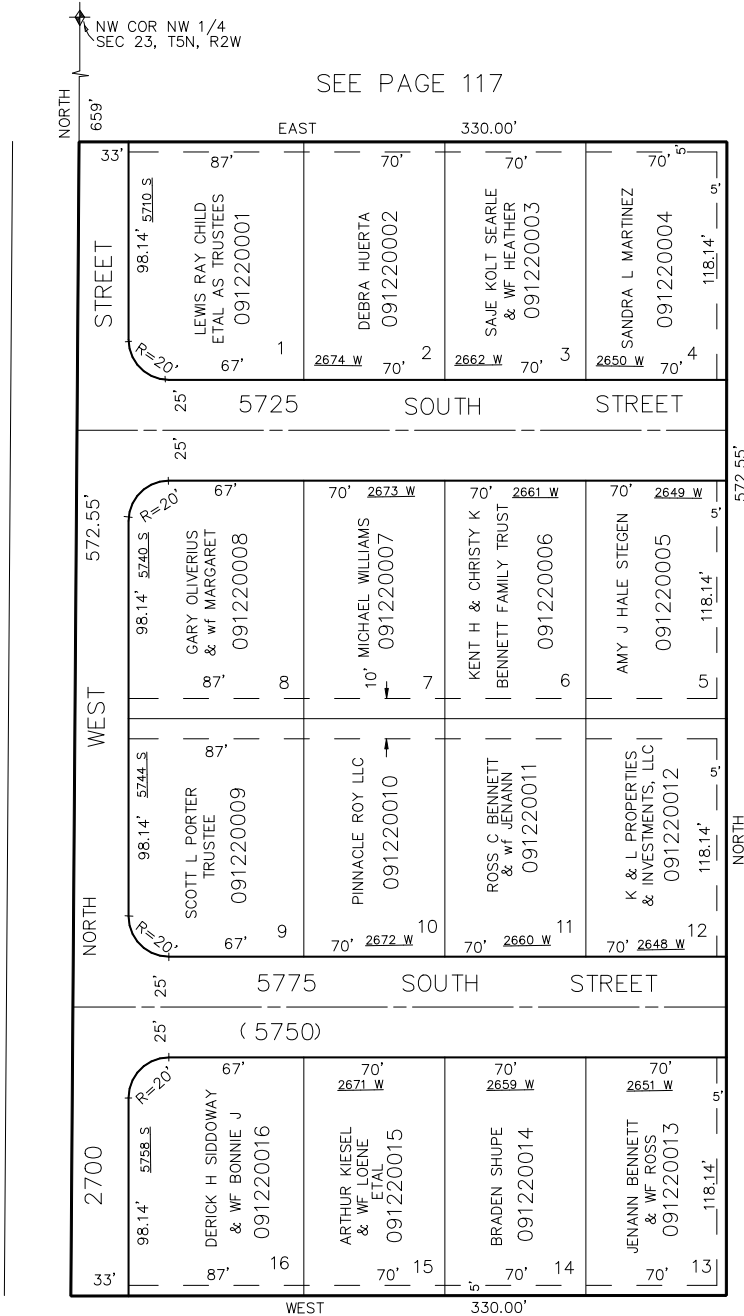 NW COR NW 1/4
SEC 23, T5N, R2W
SEE PAGE 117
NORTH
659'
EAST
330.00'
33'
STREET
98.14'
5710 S
R=20'
87'
LEWIS RAY CHILD
ETAL AS TRUSTEES
091220001
67'
1
70'
DEBRA HUERTA
091220002
2674 W
70'
2
70'
SAJE KOLT SEARLE
& WF HEATHER
091220003
2662 W
70'
3
70'
5'
5'
SANDRA L MARTINEZ
091220004
118.14'
2650 W
70'
4
25'
5725
SOUTH
STREET
25'
572.55'
572.55'
R=20'
5740 S
98.14'
67'
GARY OLIVERIUS
& wf MARGARET
091220008
87'
8
70'
2673 W
MICHAEL WILLIAMS
091220007
10'
7
70'
2661 W
KENT H & CHRISTY K
BENNETT FAMILY TRUST
091220006
6
70'
2649 W
5'
AMY J HALE STEGEN
091220005
118.14'
5
WEST
5744 S
98.14'
R=20'
87'
SCOTT L PORTER
TRUSTEE
091220009
67'
9
PINNACLE ROY LLC
091220010
70'
2672 W
10
ROSS C BENNETT
& wf JENANN
091220011
70'
2660 W
11
5'
K & L PROPERTIES
& INVESTMENTS, LLC
091220012
118.14'
70'
2648 W
12
NORTH
NORTH
25'
5775
SOUTH
STREET
25'
(5750)
R=20'
2700
5758 S
98.14'
33'
67'
DERICK H SIDDOWAY
& WF BONNIE J
091220016
87'
16
70'
2671 W
ARTHUR KIESEL
& WF LOENE
ETAL
091220015
70'
15
70'
2659 W
BRADEN SHUPE
091220014
5'
70'
14
70'
2651 W
5'
JENANN BENNETT
& WF ROSS
091220013
118.14'
70'
13
WEST
330.00'